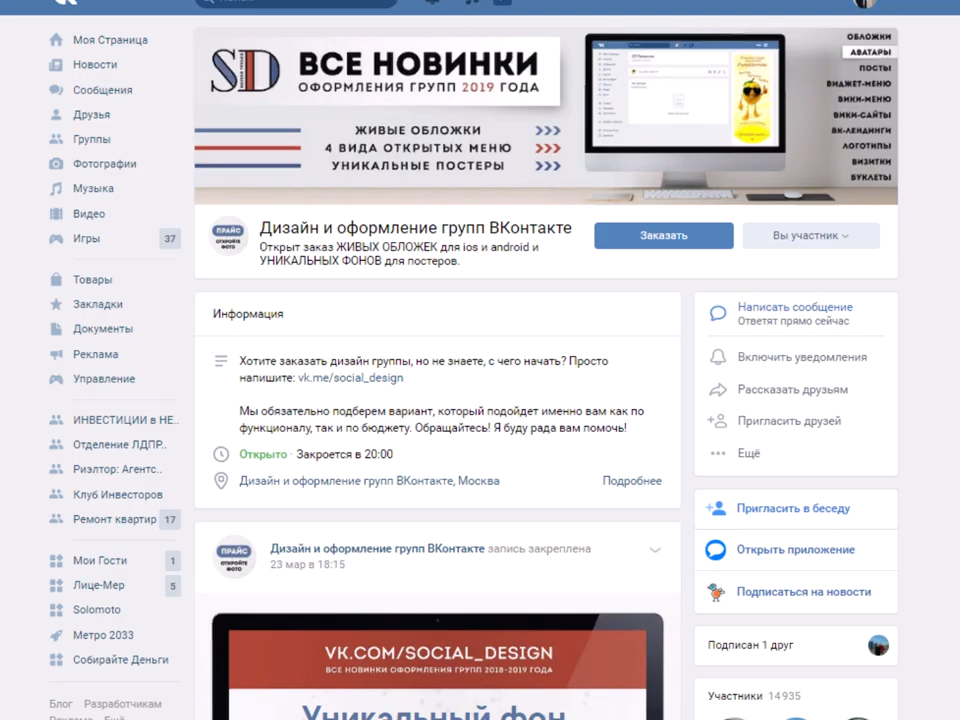 Моя Страница
Новости
Сообщения
Друзья
Группы
Фотографии
Музыка
Видео
Игры 37
Товары
Закладки
Документы
Реклама
Управление
ИНВЕСТИЦИИ в НЕ..
Отделение ЛДПР..
Риэлтор: Агентс..
Клуб Инвесторов
Ремонт квартир 17
Мои Гости 1
Лице-Мер 5
Solomoto
Метро 2033
Собирайте Деньги
Блог Разработчикам
Реклама Ещё
SD
ВСЕ НОВИНКИ
ОФОРМЛЕНИЯ ГРУПП 2019 ГОДА
ЖИВЫЕ ОБЛОЖКИ >>>
4 ВИДА ОТКРЫТЫХ МЕНЮ >>>
УНИКАЛЬНЫЕ ПОСТЕРЫ >>>
ОБЛОЖКИ
АВАТАРЫ
ПОСТЫ
ВИДЖЕТ-МЕНЮ
ВИКИ-МЕНЮ
ВИКИ-САЙТЫ
ВК-ЛЕНДИНГИ
ЛОГОТИПЫ
ВИЗИТКИ
БУКЛЕТЫ
ПРАЙС
ОТКРОЙТЕ
ФОТО
Дизайн и оформление групп ВКонтакте
Открыт заказ ЖИВЫХ ОБЛОЖЕК для ios и android и
УНИКАЛЬНЫХ ФОНОВ для постеров.
Заказать
Вы участник
Информация
Хотите заказать дизайн группы, но не знаете, с чего начать? Просто
напишите: vk.me/social_design
Мы обязательно подберем вариант, который подойдет именно вам как по
функционалу, так и по бюджету. Обращайтесь! Я буду рада вам помочь!
Открыто · Закроется в 20:00
Дизайн и оформление групп ВКонтакте, Москва Подробнее
ПРАЙС
ОТКРОЙТЕ
ФОТО
Дизайн и оформление групп ВКонтакте запись закреплена
23 мар в 18:15
VK.COM/SOCIAL_DESIGN
ВСЕ НОВИНКИ ОФОРМЛЕНИЯ ГРУПП 2018-2019 ГОДА
Уникальный фон
Написать сообщение
Ответят прямо сейчас
Включить уведомления
Рассказать друзьям
Пригласить друзей
Ещё
Пригласить в беседу
Открыть приложение
Подписаться на новости
Подписан 1 друг
Участники 14 935